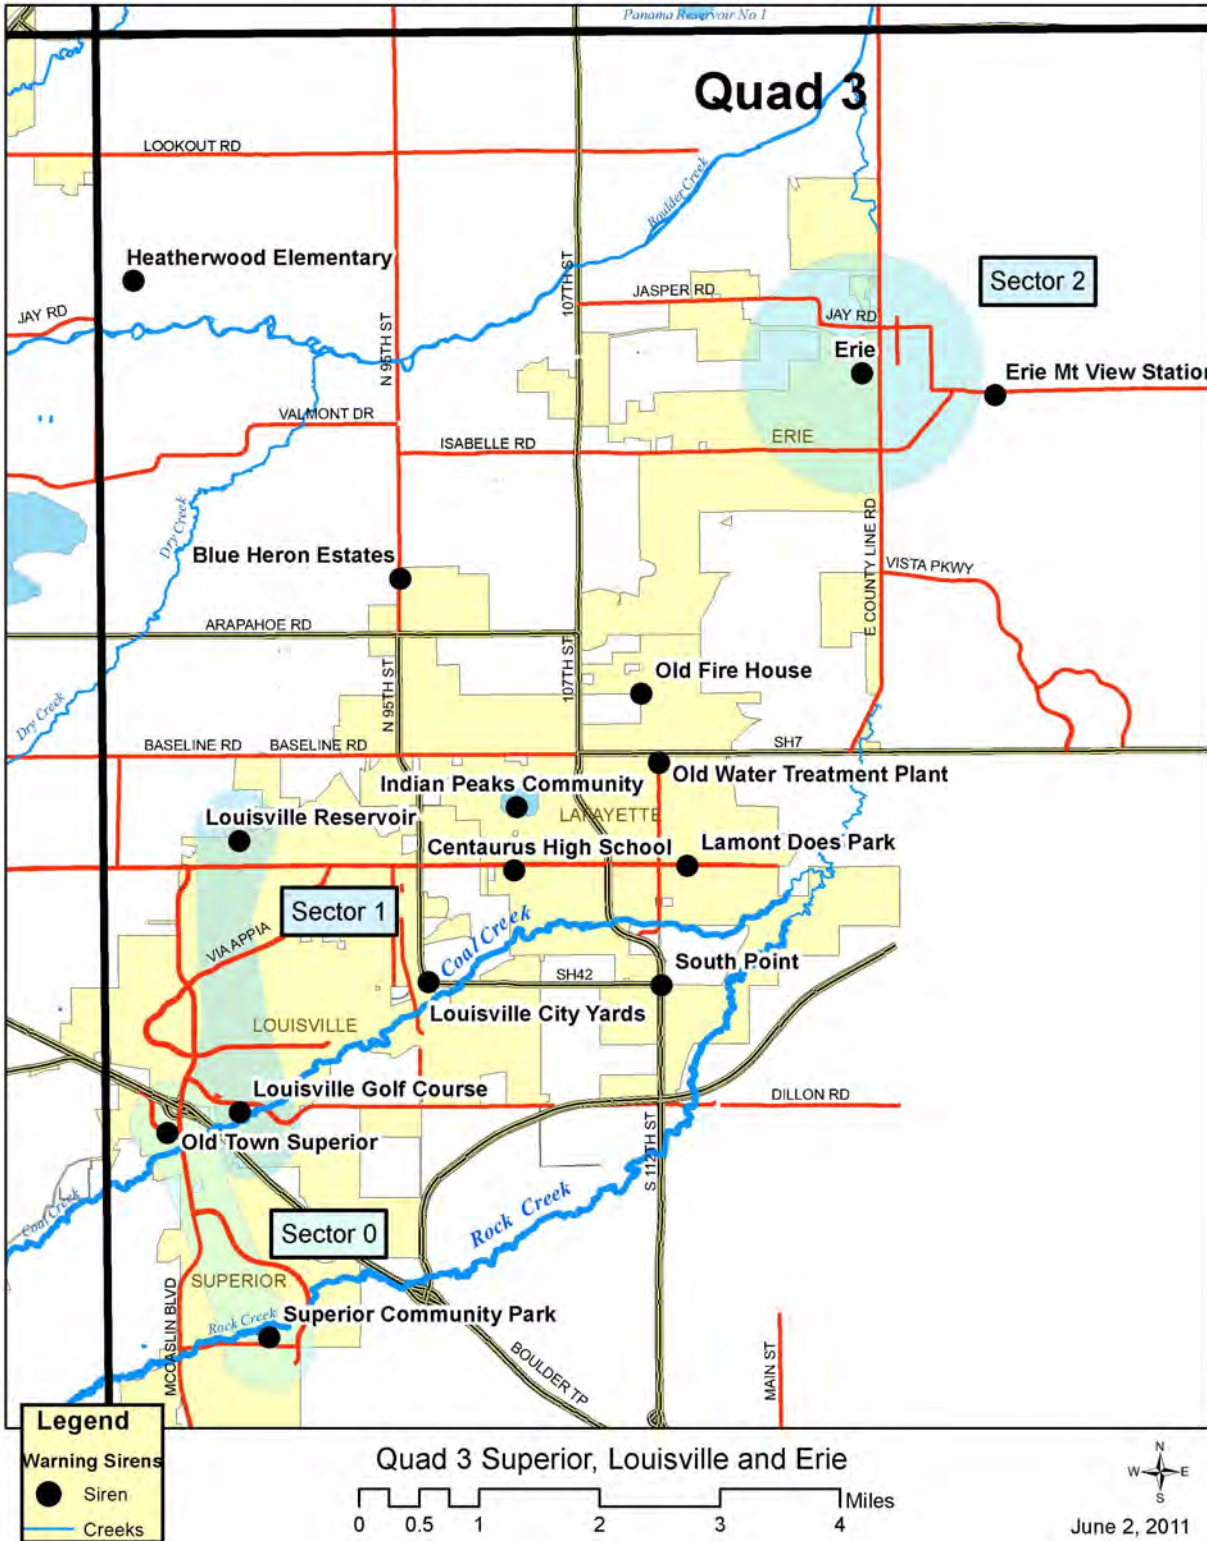 Panama Reservoir No 1
Quad 3
LOOKOUT RD
Boulder Creek
Heatherwood Elementary
107TH ST
JASPER RD
Sector 2
JAY RD
JAY RD
N 95TH ST
Erie
Erie Mt View Station
VALMONT DR
ISABELLE RD
ERIE
Dry Creek
E COUNTY LINE RD
Blue Heron Estates
VISTA PKWY
ARAPAHOE RD
N 95TH ST
107TH ST
Old Fire House
Dry Creek
BASELINE RD
BASELINE RD
SH7
Old Water Treatment Plant
Indian Peaks Community
Louisville Reservoir
LAFAYETTE
Centaurus High School
Lamont Does Park
Sector 1
VIA APPIA
Coal Creek
SH42
South Point
Louisville City Yards
LOUISVILLE
Louisville Golf Course
DILLON RD
Old Town Superior
S 112TH ST
Coal Creek
Rock Creek
Sector 0
SUPERIOR
MCCASLIN BLVD
Rock Creek
Superior Community Park
BOULDER TP
MAIN ST
Legend
Warning Sirens
Siren
Creeks
Quad 3 Superior, Louisville and Erie
Miles
0 0.5 1 2 3 4
N
W E
S
June 2, 2011